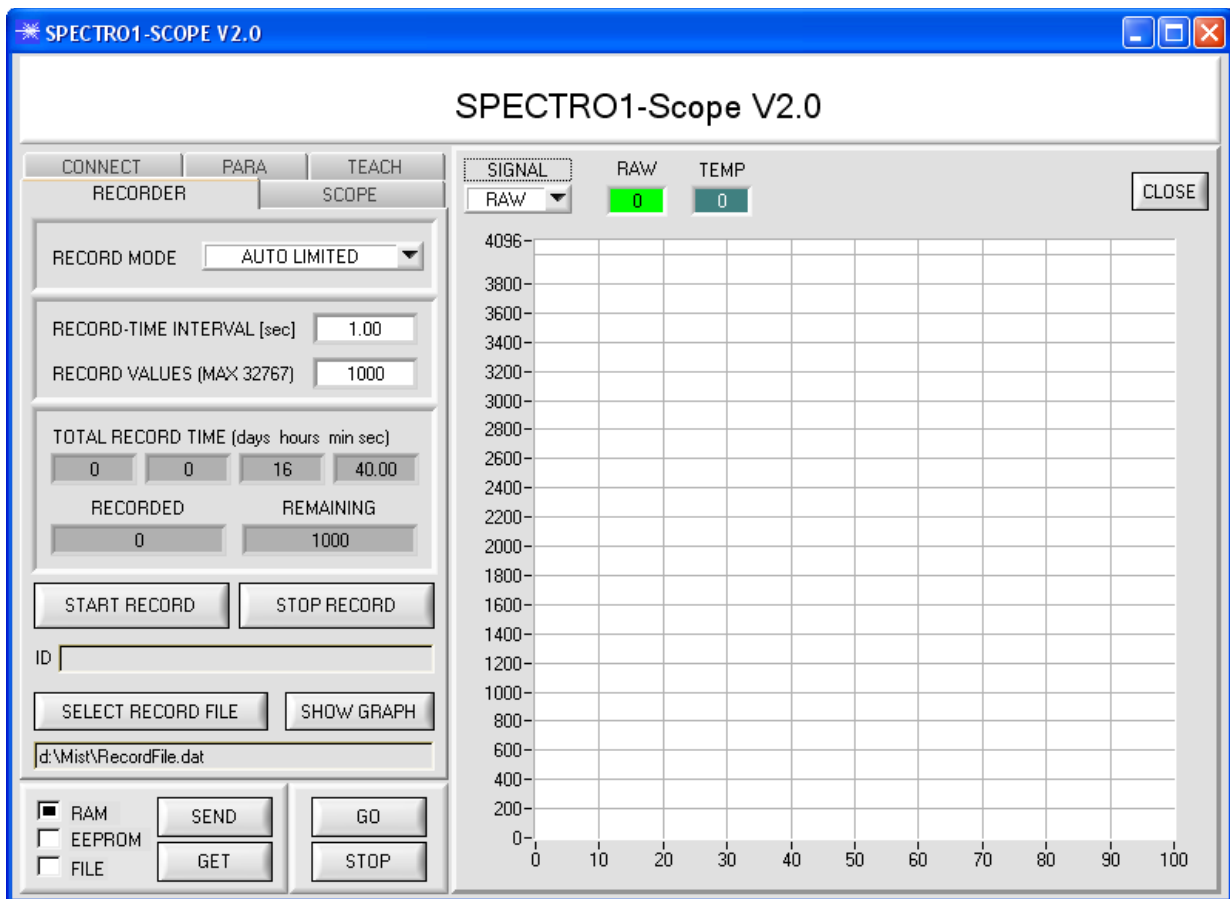 SPECTRO1-SCOPE V2.0
SPECTRO1-Scope V2.0
CONNECT PARA TEACH
RECORDER SCOPE
RECORD MODE AUTO LIMITED
RECORD-TIME INTERVAL [sec] 1.00
RECORD VALUES (MAX 32767) 1000
TOTAL RECORD TIME (days hours min sec)
0 0 16 40.00
RECORDED REMAINING
0 1000
START RECORD STOP RECORD
ID
SELECT RECORD FILE SHOW GRAPH
d:\Mist\RecordFile.dat
RAM
EEPROM
FILE
SEND
GET
GO
STOP
SIGNAL RAW TEMP
RAW 0 0
CLOSE
4096
3800
3600
3400
3200
3000
2800
2600
2400
2200
2000
1800
1600
1400
1200
1000
800
600
400
200
0
0 10 20 30 40 50 60 70 80 90 100